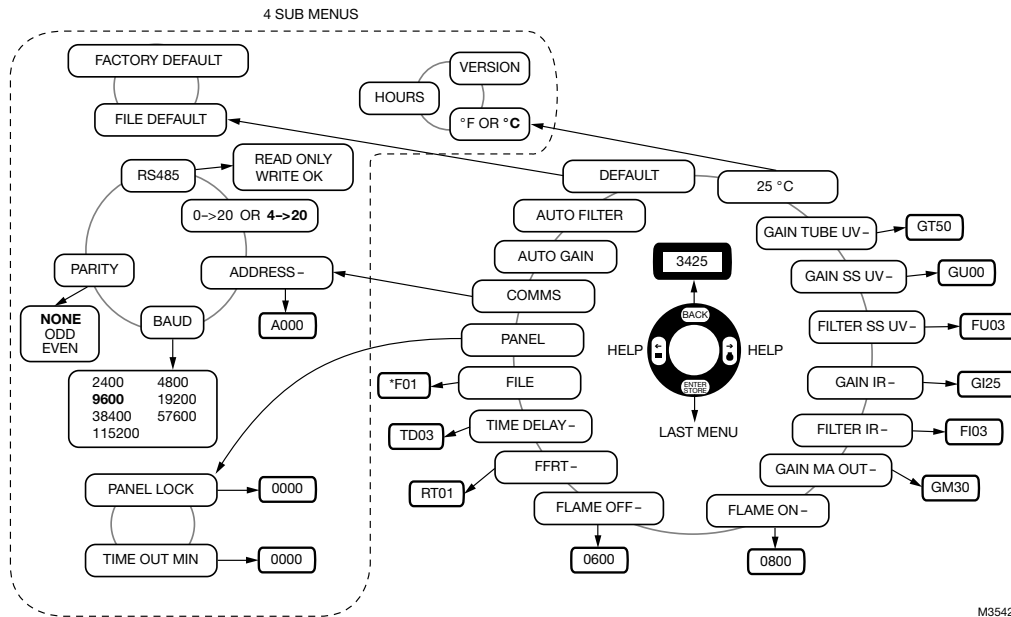 4 SUB MENUS
FACTORY DEFAULT
FILE DEFAULT
VERSION
HOURS
°F OR °C
RS485
READ ONLY
WRITE OK
0->20 OR 4->20
PARITY
ADDRESS-
NONE
ODD
EVEN
BAUD
A000
2400 4800
9600 19200
38400 57600
115200
PANEL LOCK
0000
TIME OUT MIN
0000
DEFAULT
AUTO FILTER
AUTO GAIN
COMMS
PANEL
FILE
*F01
TIME DELAY-
TD03
FFRT-
RT01
FLAME OFF-
0600
3425
BACK
HELP
HELP
ENTER
STORE
LAST MENU
25 °C
GAIN TUBE UV-
GT50
GAIN SS UV-
GU00
FILTER SS UV-
FU03
GAIN IR-
GI25
FILTER IR-
FI03
GAIN MA OUT-
GM30
FLAME ON-
0800
M3542